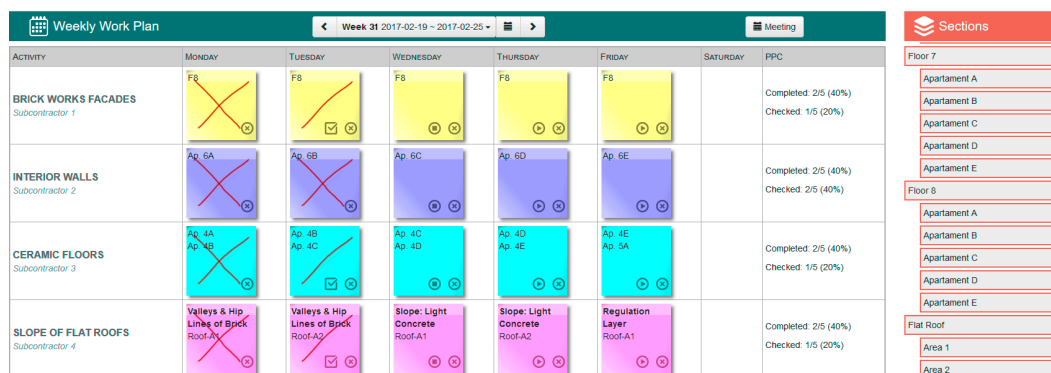 Weekly Work Plan
Week 31 2017-02-19 ~ 2017-02-25
Meeting
Sections
ACTIVITY MONDAY TUESDAY WEDNESDAY THURSDAY FRIDAY SATURDAY PPC
BRICK WORKS FACADES
Subcontractor 1
F8
F8
F8
F8
F8
Completed: 2/5 (40%)
Checked: 1/5 (20%)
INTERIOR WALLS
Subcontractor 2
Ap. 6A
Ap. 6B
Ap. 6C
Ap. 6D
Ap. 6E
Completed: 2/5 (40%)
Checked: 2/5 (40%)
CERAMIC FLOORS
Subcontractor 3
Ap. 4A
Ap. 4B
Ap. 4B
Ap. 4C
Ap. 4C
Ap. 4D
Ap. 4D
Ap. 4E
Ap. 4E
Ap. 5A
Completed: 2/5 (40%)
Checked: 1/5 (20%)
SLOPE OF FLAT ROOFS
Subcontractor 4
Valleys & Hip
Lines of Brick
Roof-A1
Valleys & Hip
Lines of Brick
Roof-A2
Slope: Light
Concrete
Roof-A1
Slope: Light
Concrete
Roof-A2
Regulation
Layer
Roof-A1
Completed: 2/5 (40%)
Checked: 1/5 (20%)
Floor 7
Apartament A
Apartament B
Apartament C
Apartament D
Apartament E
Floor 8
Apartament A
Apartament B
Apartament C
Apartament D
Apartament E
Flat Roof
Area 1
Area 2